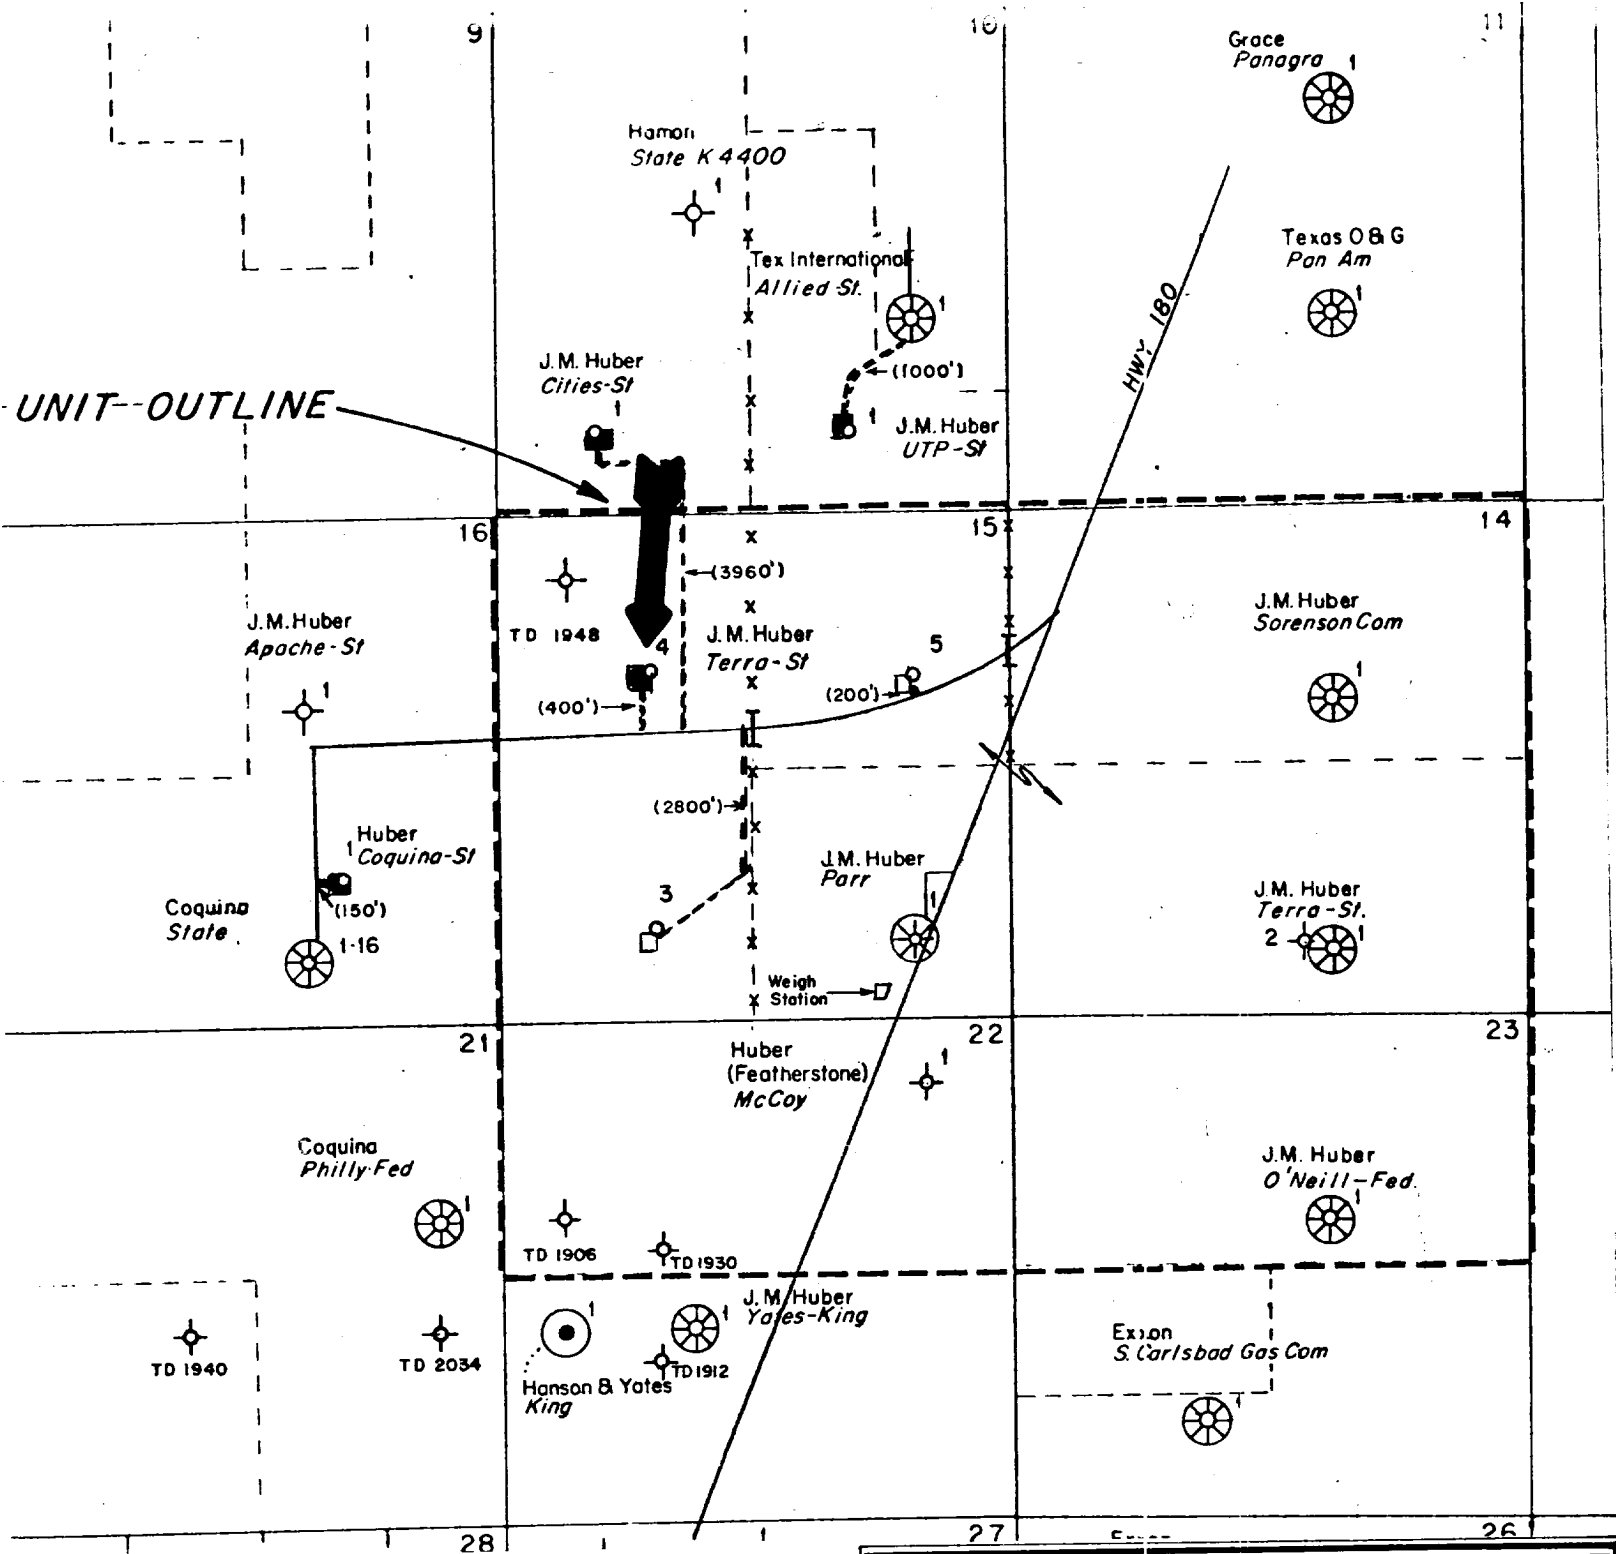 9
10
11
Grace
Panagra
1
Hamon
State K 4400
1
Texas O & G
Pan Am
1
Tex International
Allied St.
1
HWY. 180
J.M. Huber
Cities-St
1
(1000')
UNIT OUTLINE
1
J.M. Huber
UTP-St
16
15
14
(3960')
J.M. Huber
Apache-St
1
TD 1948
4
J.M. Huber
Terra-St
5
J.M. Huber
Sorenson Com
1
(400')
(200')
(2800')
1
Huber
Coquina-St
J.M. Huber
Parr
1
3
J.M. Huber
Terra-St.
2
1
Coquina
State
(150')
1-16
Weigh
Station
21
22
23
Huber
(Featherstone)
McCoy
1
Coquina
Philly-Fed
1
J.M. Huber
O'Neill-Fed.
1
TD 1906
TD 1930
J.M. Huber
Yates-King
1
1
TD 1940
TD 2034
TD 1912
Hanson & Yates
King
Exxon
S. Carlsbad Gas Com
1
28
27
26